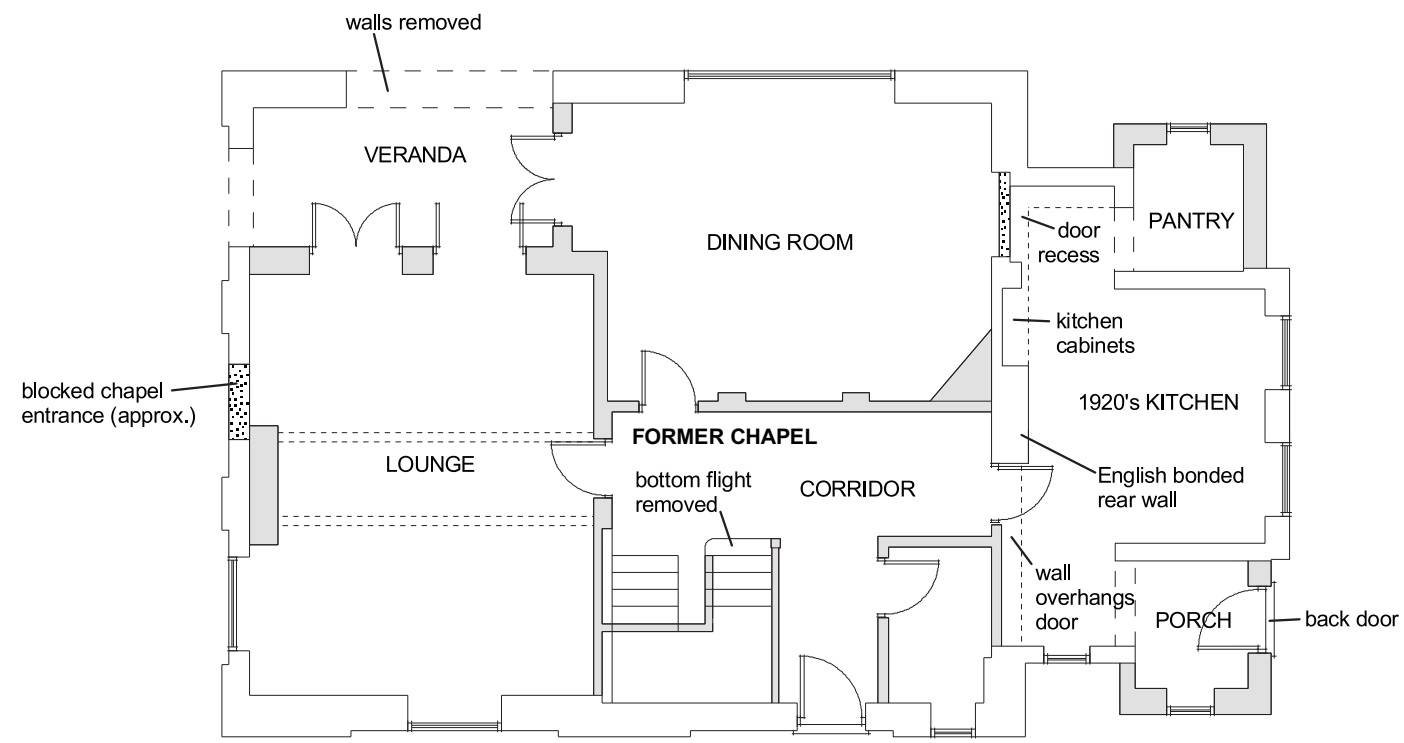 walls removed
VERANDA
DINING ROOM
PANTRY
door
recess
kitchen
cabinets
blocked chapel
entrance (approx.)
1920's KITCHEN
FORMER CHAPEL
LOUNGE
bottom flight
removed
CORRIDOR
English bonded
rear wall
wall
overhangs
door
PORCH
back door